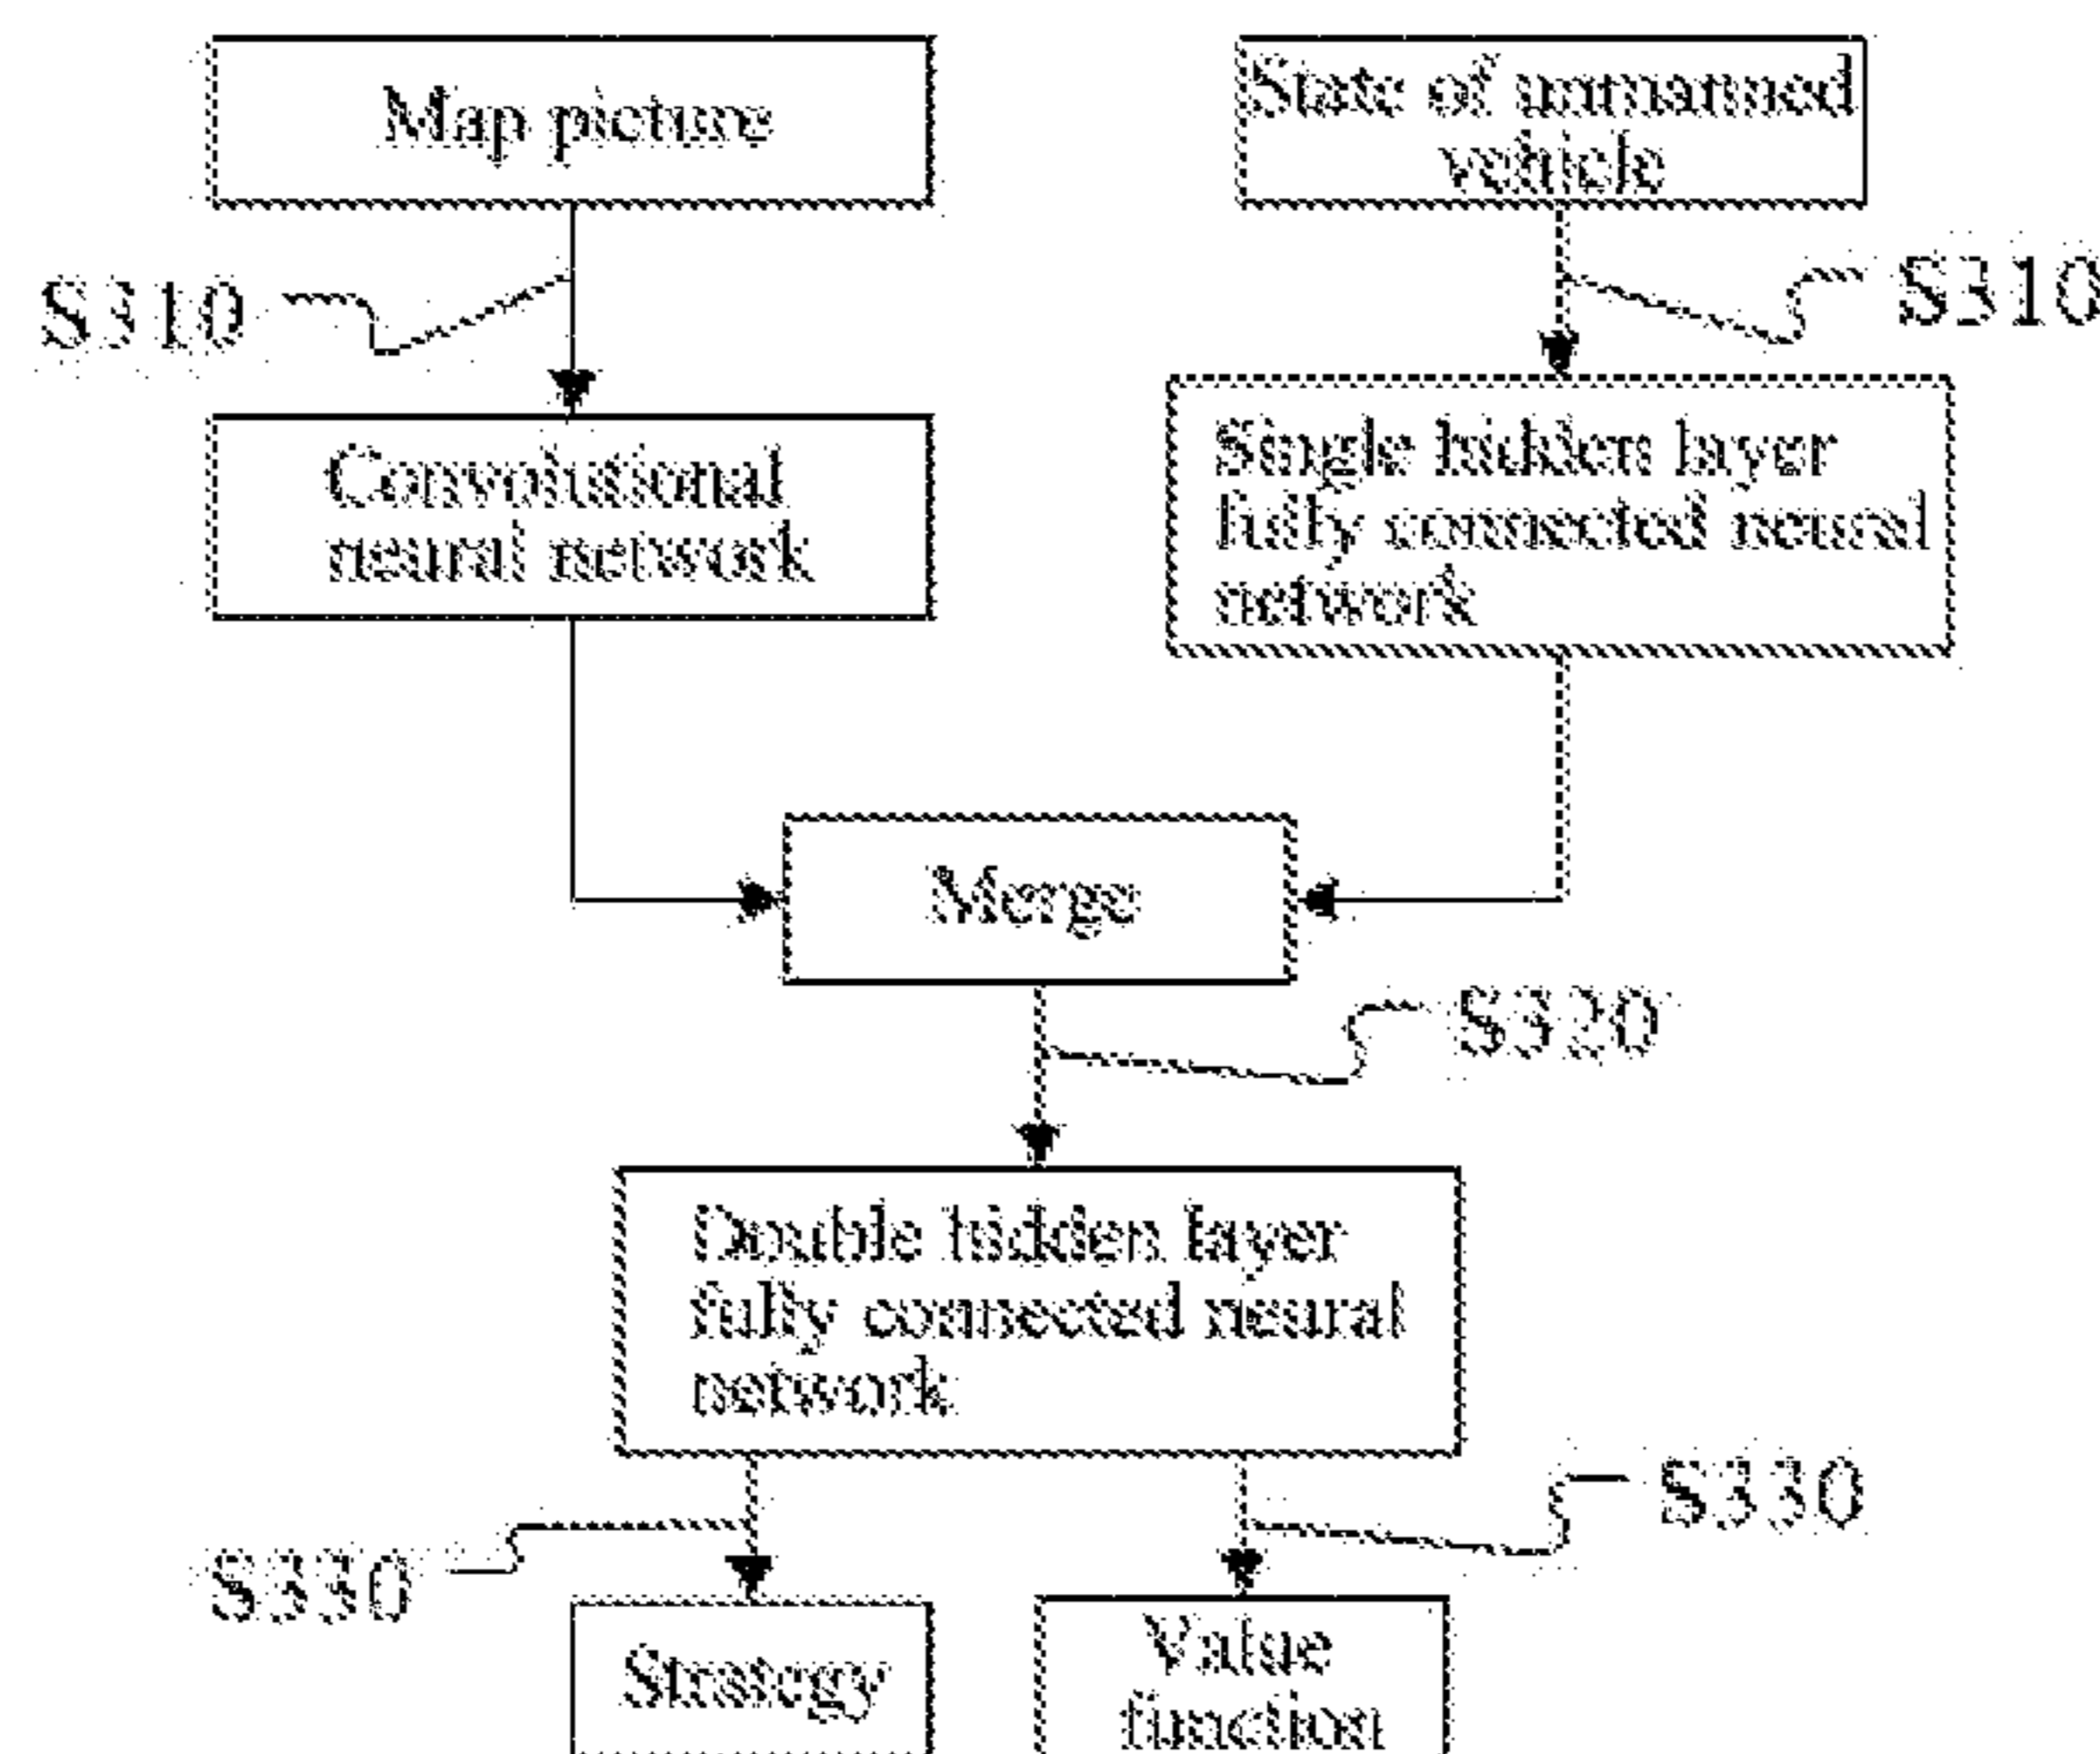 Map picture
State of unmanned
vehicle
S310
S310
Convolutional
neural network
Single hidden layer
fully connected neural
network
Merge
S320
Double hidden layer
fully connected neural
network
S330
S330
Strategy
Value
function